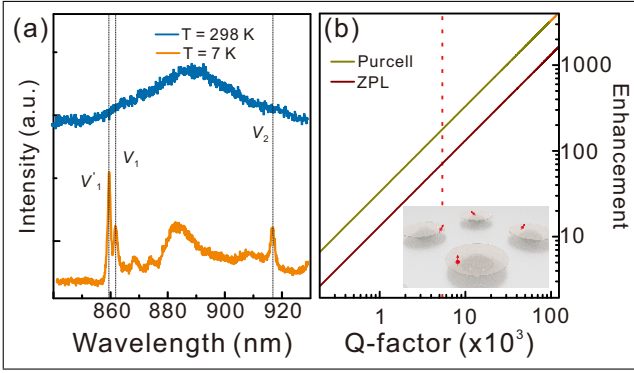 (a)
T = 298 K
T = 7 K
V'1
V1
V2
Intensity (a.u.)
860
880
900
920
Wavelength (nm)
(b)
Purcell
ZPL
1000
100
10
Enhancement
1
10
100
Q-factor (x10³)